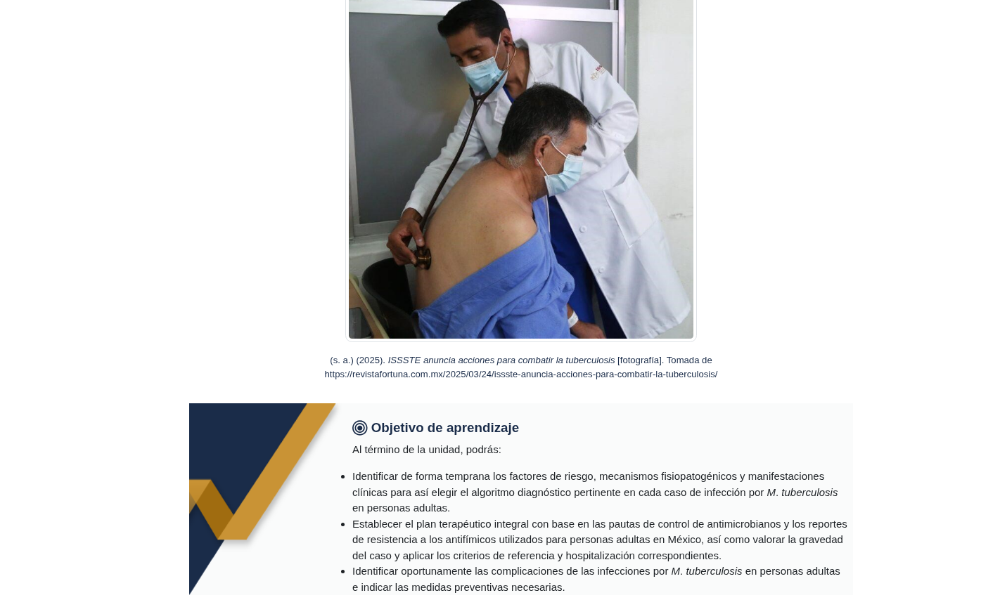 (s. a.) (2025). ISSSTE anuncia acciones para combatir la tuberculosis [fotografía]. Tomada de
https://revistafortuna.com.mx/2025/03/24/issste-anuncia-acciones-para-combatir-la-tuberculosis/
Objetivo de aprendizaje
Al término de la unidad, podrás:
Identificar de forma temprana los factores de riesgo, mecanismos fisiopatogénicos y manifestaciones
clínicas para así elegir el algoritmo diagnóstico pertinente en cada caso de infección por M. tuberculosis
en personas adultas.
Establecer el plan terapéutico integral con base en las pautas de control de antimicrobianos y los reportes
de resistencia a los antifímicos utilizados para personas adultas en México, así como valorar la gravedad
del caso y aplicar los criterios de referencia y hospitalización correspondientes.
Identificar oportunamente las complicaciones de las infecciones por M. tuberculosis en personas adultas
e indicar las medidas preventivas necesarias.